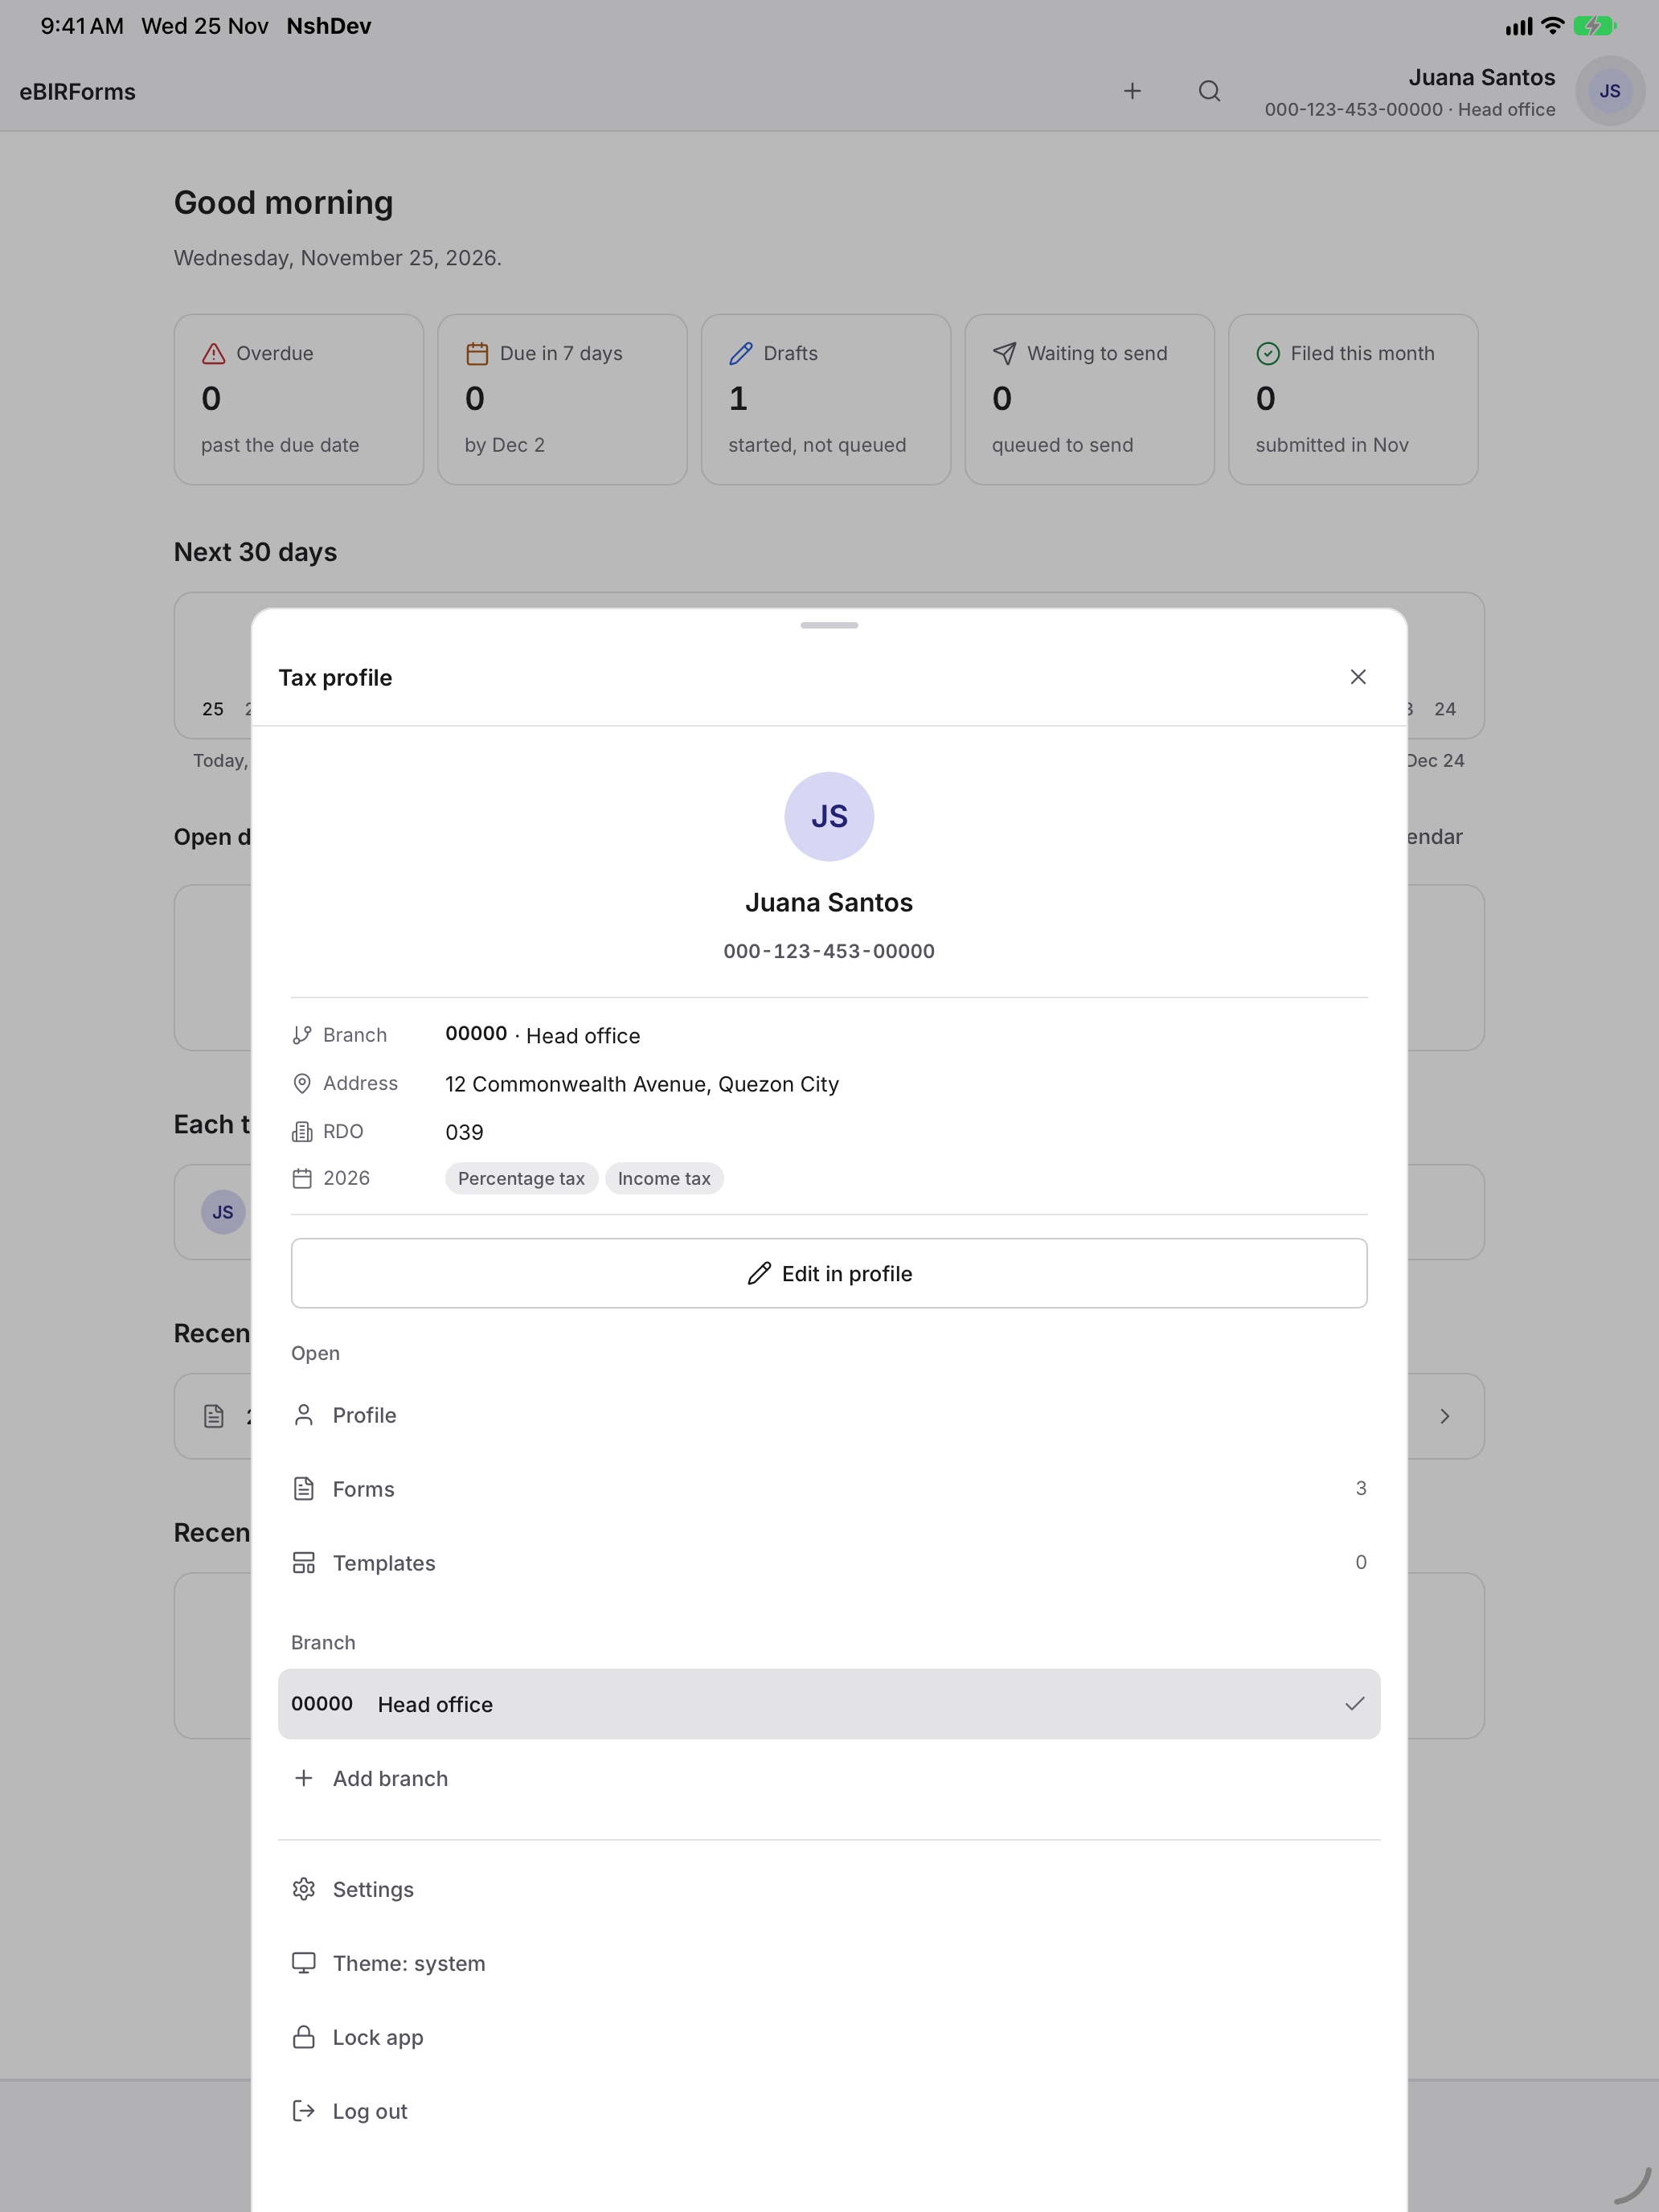 9:41 AM Wed 25 Nov NshDev
eBIRForms
Juana Santos
000-123-453-00000 · Head office
JS
Good morning
Wednesday, November 25, 2026.
Overdue
0
past the due date
Due in 7 days
0
by Dec 2
Drafts
1
started, not queued
Waiting to send
0
queued to send
Filed this month
0
submitted in Nov
Next 30 days
25
24
Today,
Dec 24
Open d
endar
Each t
JS
Recen
Recen
Tax profile
JS
Juana Santos
000-123-453-00000
Branch 00000 · Head office
Address 12 Commonwealth Avenue, Quezon City
RDO 039
2026 Percentage tax Income tax
Edit in profile
Open
Profile
Forms 3
Templates 0
Branch
00000 Head office
Add branch
Settings
Theme: system
Lock app
Log out